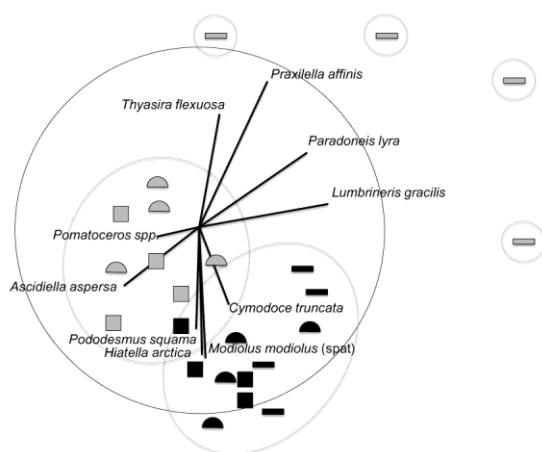 Praxilella affinis
Thyasira flexuosa
Paradoneis lyra
Lumbrineris gracilis
Pomatoceros spp.
Ascidiella aspersa
Cymodoce truncata
Pododesmus squama
Hiatella arctica
Modiolus modiolus (spat)